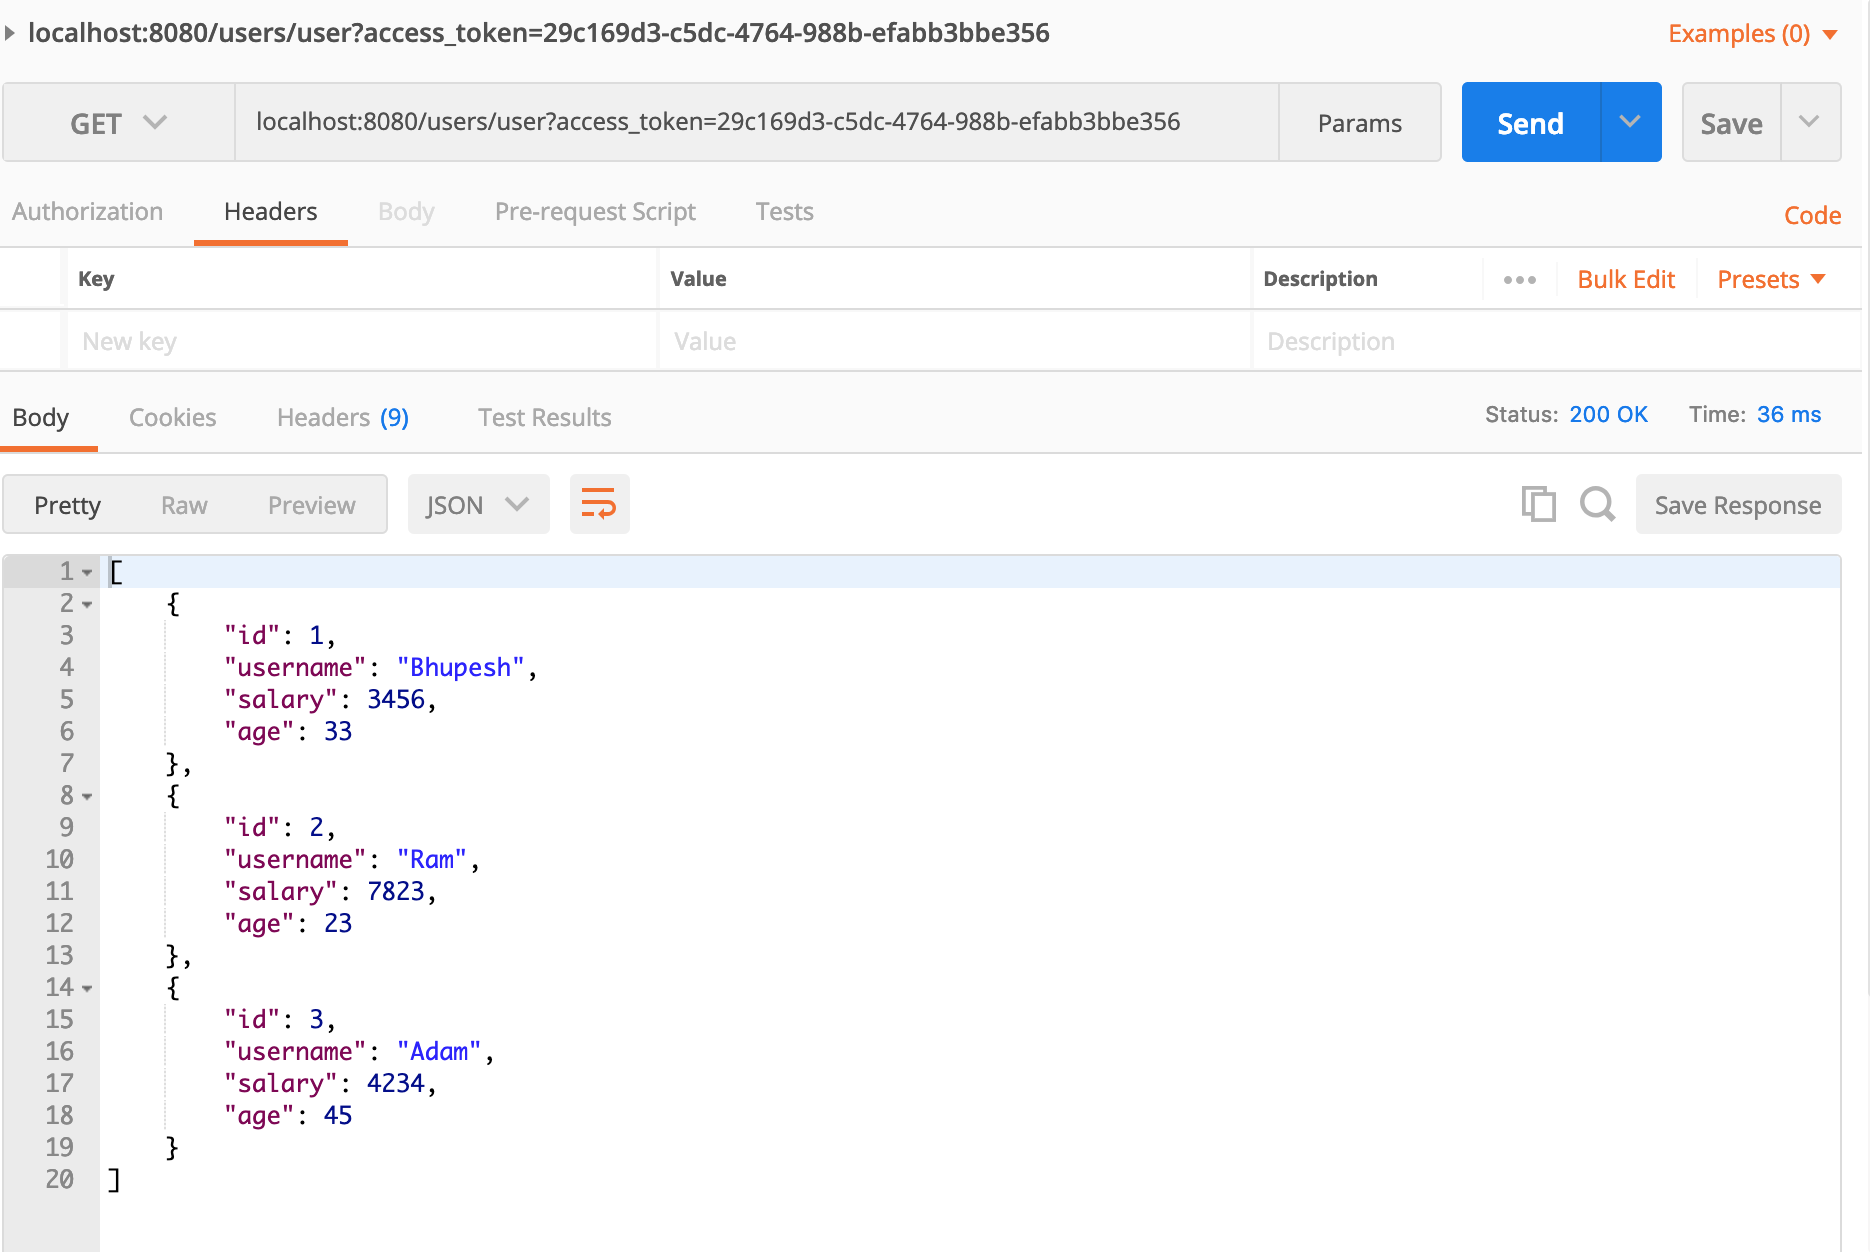 localhost:8080/users/user?access_token=29c169d3-c5dc-4764-988b-efabb3bbe356 Examples (0)
GET localhost:8080/users/user?access_token=29c169d3-c5dc-4764-988b-efabb3bbe356 Params Send Save
Authorization Headers Body Pre-request Script Tests Code
Key Value Description ••• Bulk Edit Presets
New key Value Description
Body Cookies Headers (9) Test Results Status: 200 OK Time: 36 ms
Pretty Raw Preview JSON Save Response
1 [
2 {
3 "id": 1,
4 "username": "Bhupesh",
5 "salary": 3456,
6 "age": 33
7 },
8 {
9 "id": 2,
10 "username": "Ram",
11 "salary": 7823,
12 "age": 23
13 },
14 {
15 "id": 3,
16 "username": "Adam",
17 "salary": 4234,
18 "age": 45
19 }
20 ]